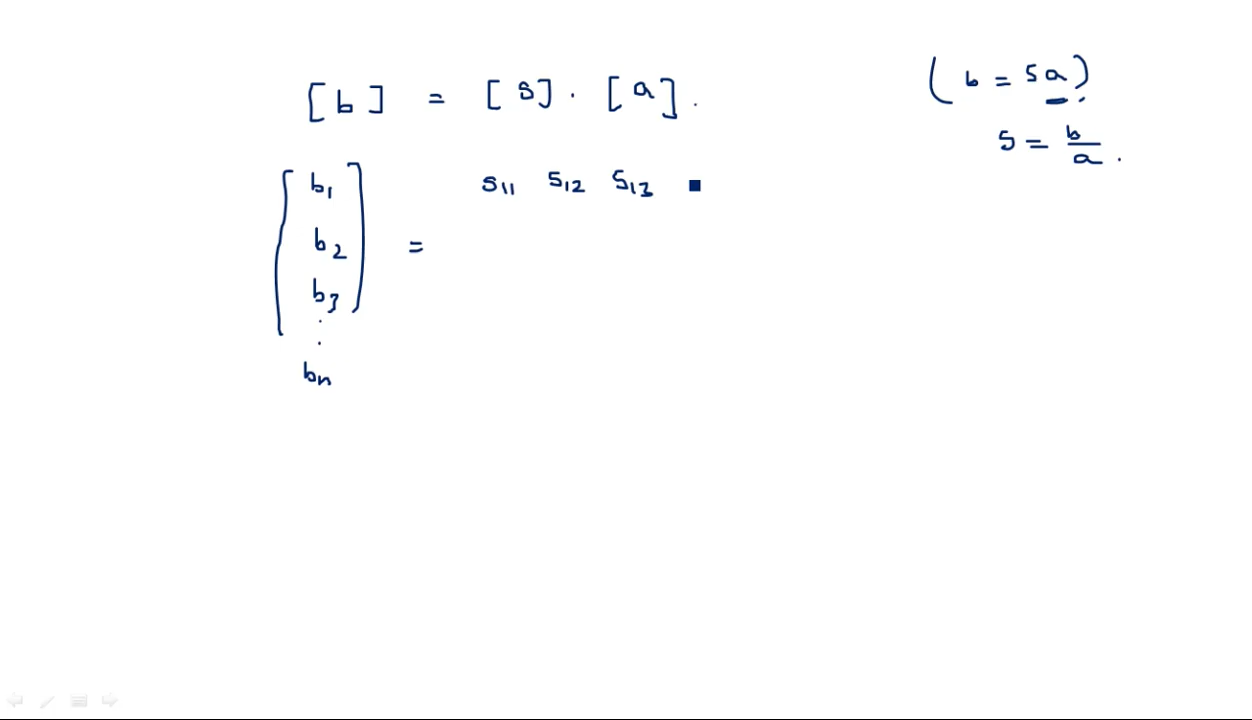 [b] = [s] . [a] .
(b = sa) .
s = b/a .
b1 s11 s12 s13
b2 =
b3
:
bn